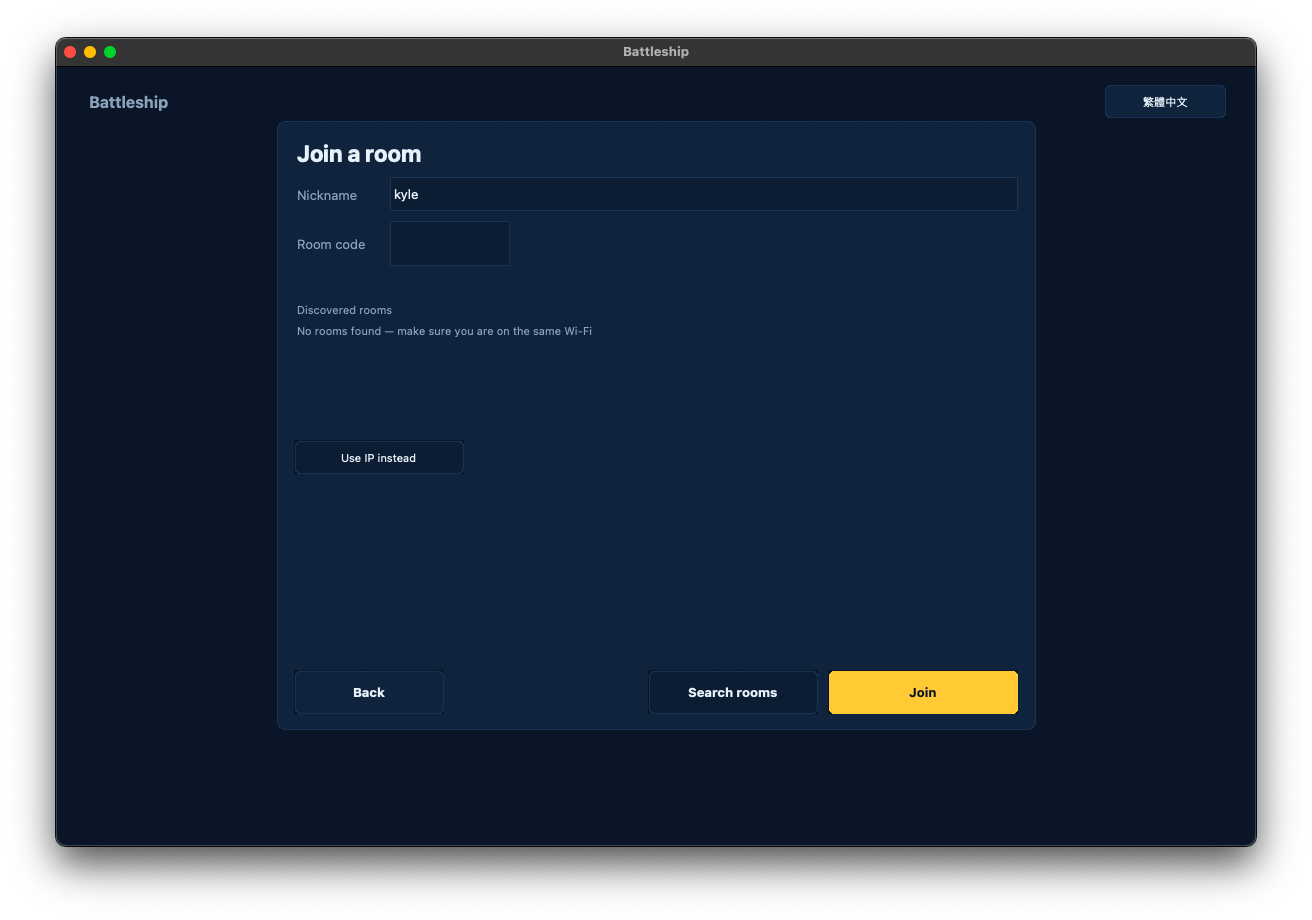 Battleship
Battleship
繁體中文
Join a room
Nickname
kyle
Room code
Discovered rooms
No rooms found — make sure you are on the same Wi-Fi
Use IP instead
Back
Search rooms
Join